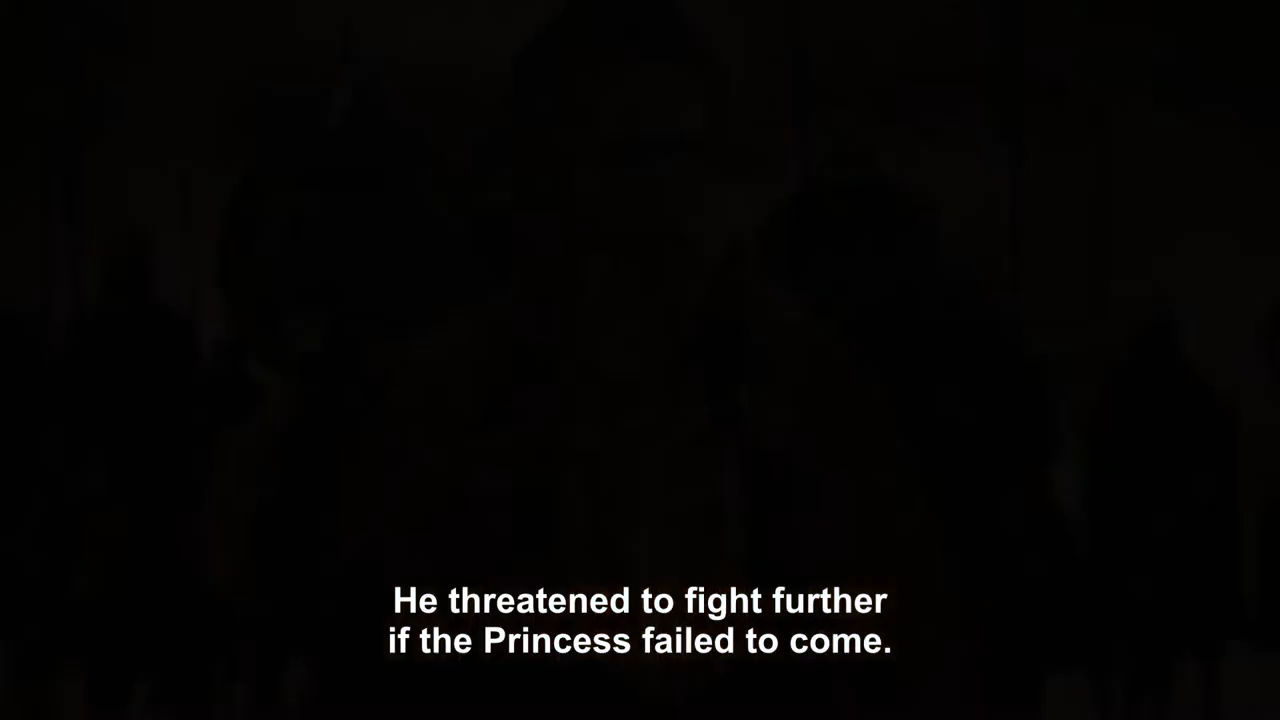 He threatened to fight further
if the Princess failed to come.